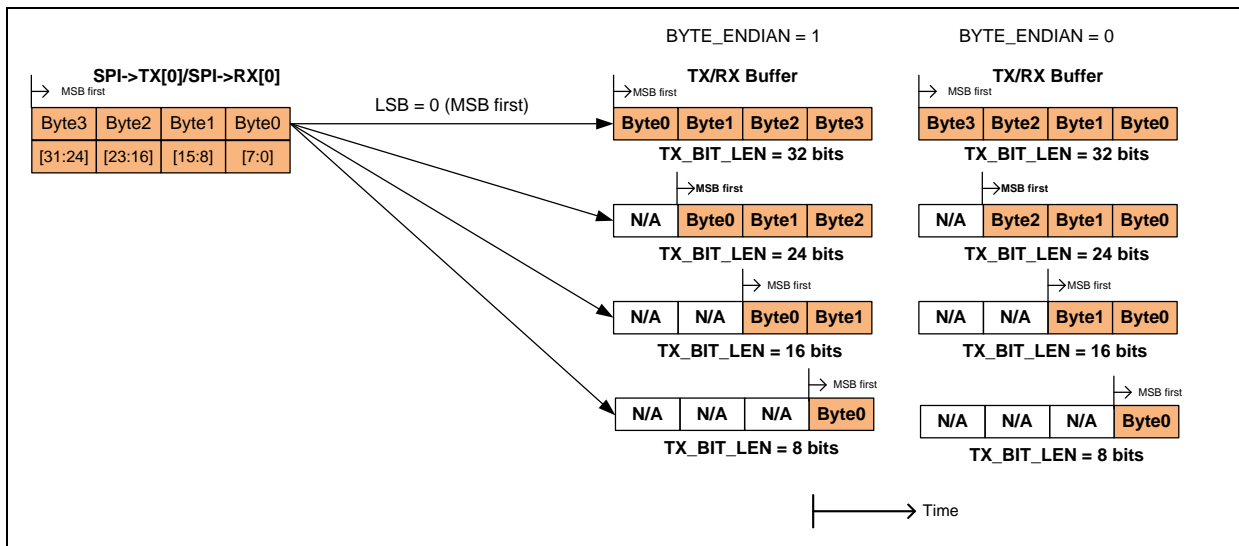 BYTE_ENDIAN = 1 BYTE_ENDIAN = 0
SPI->TX[0]/SPI->RX[0] TX/RX Buffer TX/RX Buffer
MSB first MSB first MSB first
LSB = 0 (MSB first)
Byte3 Byte2 Byte1 Byte0 Byte0 Byte1 Byte2 Byte3 Byte3 Byte2 Byte1 Byte0
[31:24] [23:16] [15:8] [7:0] TX_BIT_LEN = 32 bits TX_BIT_LEN = 32 bits
MSB first MSB first
N/A Byte0 Byte1 Byte2 N/A Byte2 Byte1 Byte0
TX_BIT_LEN = 24 bits TX_BIT_LEN = 24 bits
MSB first MSB first
N/A N/A Byte0 Byte1 N/A N/A Byte1 Byte0
TX_BIT_LEN = 16 bits TX_BIT_LEN = 16 bits
MSB first MSB first
N/A N/A N/A Byte0 N/A N/A N/A Byte0
TX_BIT_LEN = 8 bits TX_BIT_LEN = 8 bits
Time